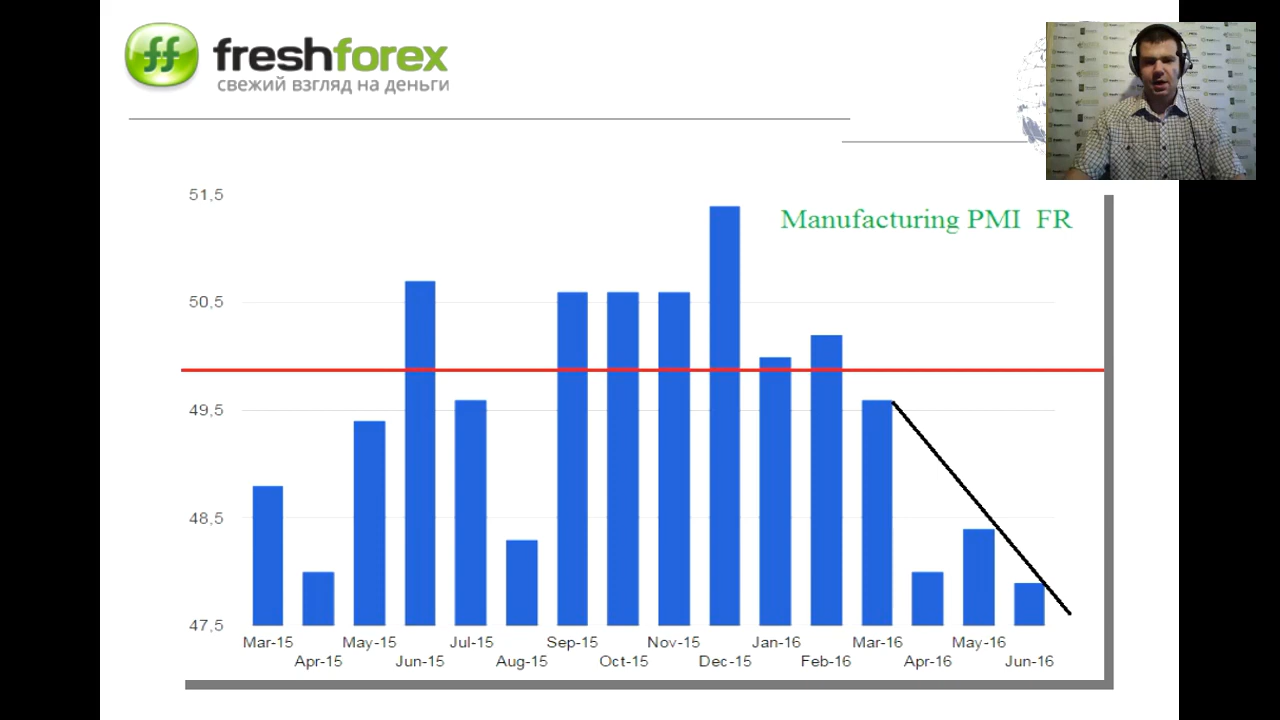 ff freshforex
свежий взгляд на деньги
Manufacturing PMI FR
51,5
50,5
49,5
48,5
47,5
Mar-15 May-15 Jul-15 Sep-15 Nov-15 Jan-16 Mar-16 May-16
Apr-15 Jun-15 Aug-15 Oct-15 Dec-15 Feb-16 Apr-16 Jun-16